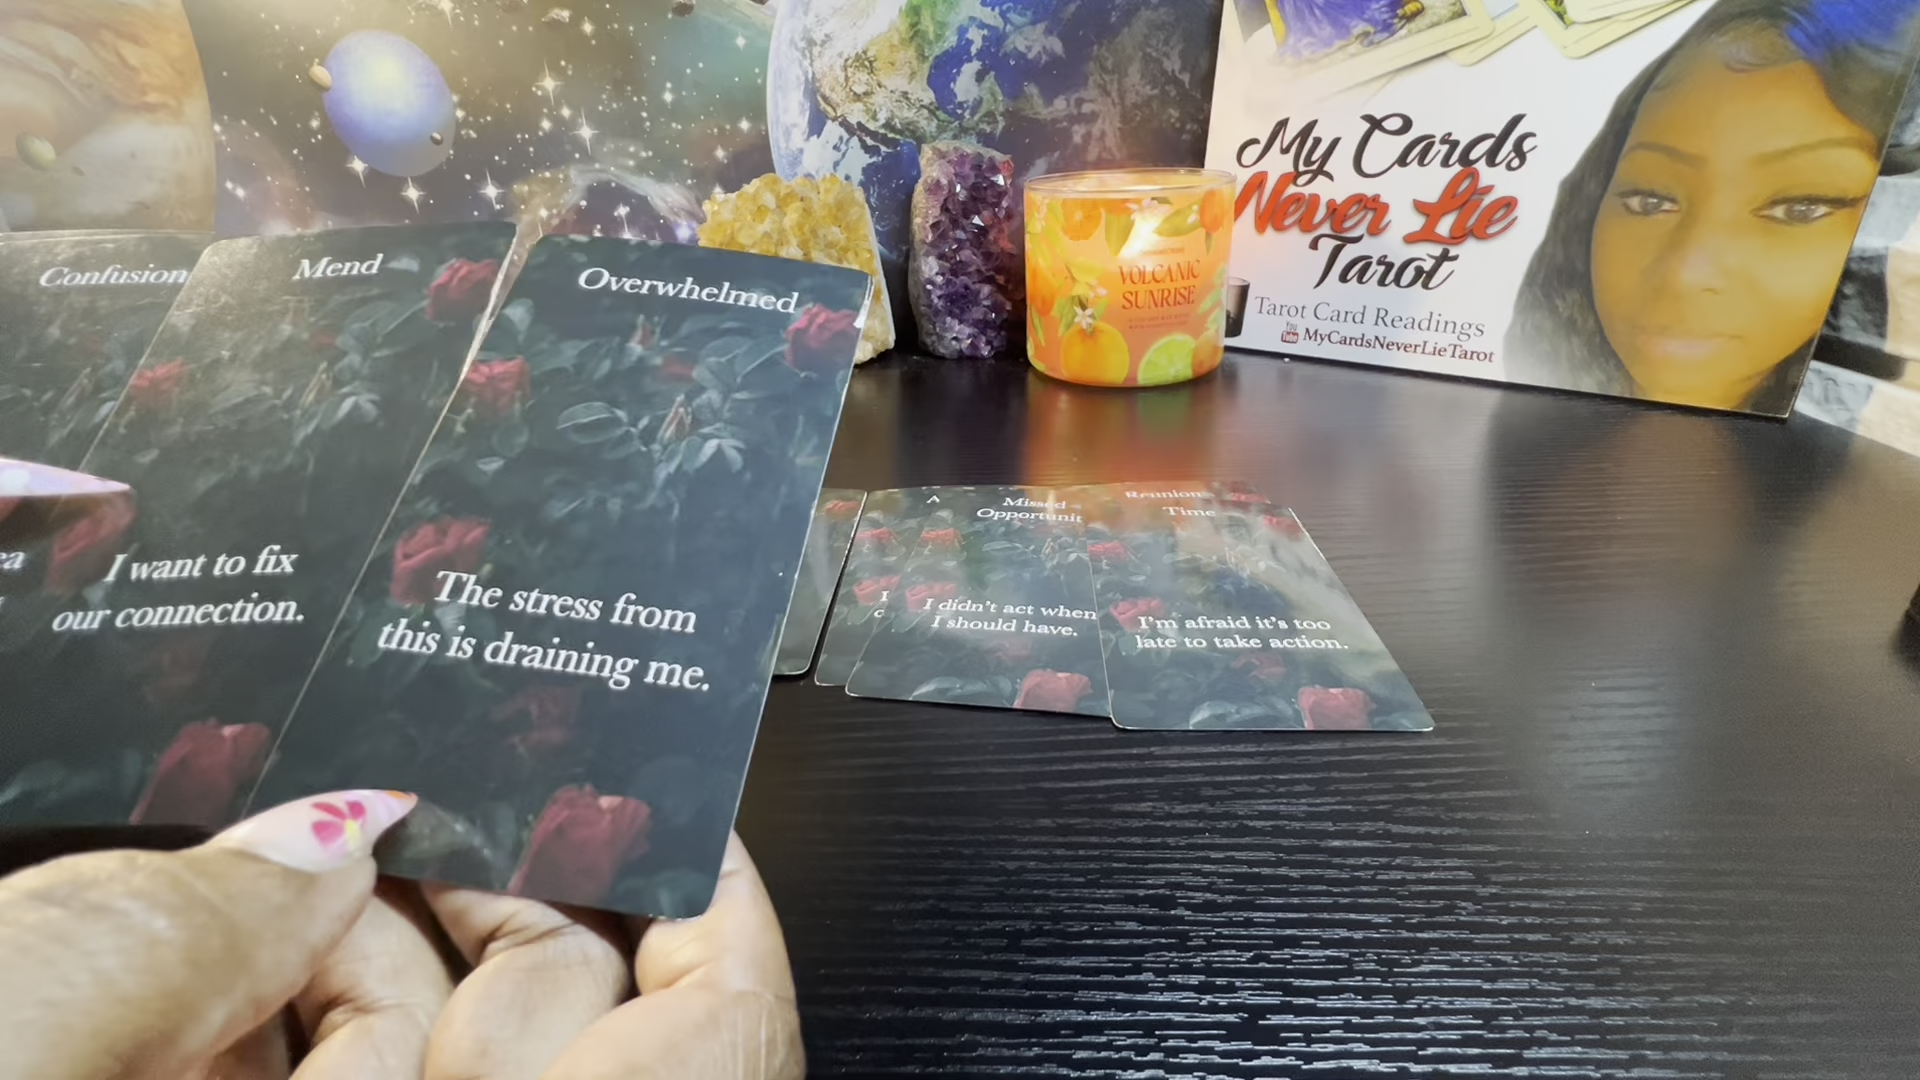 Confusion
Mend
I want to fix
our connection.
Overwhelmed
The stress from
this is draining me.
A
Missed
Opportunit
I didn't act when
I should have.
Reunion
Time
I'm afraid it's too
late to take action.
VOLCANIC
SUNRISE
My Cards
Never Lie
Tarot
Tarot Card Readings
You
Tube
MyCardsNeverLieTarot